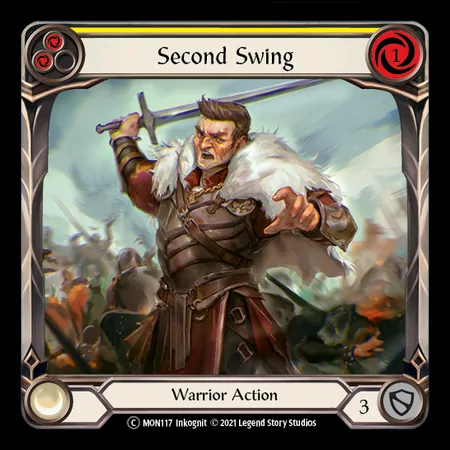 Second Swing
1
Warrior Action
3
C MON117 Inkognit © 2021 Legend Story Studios